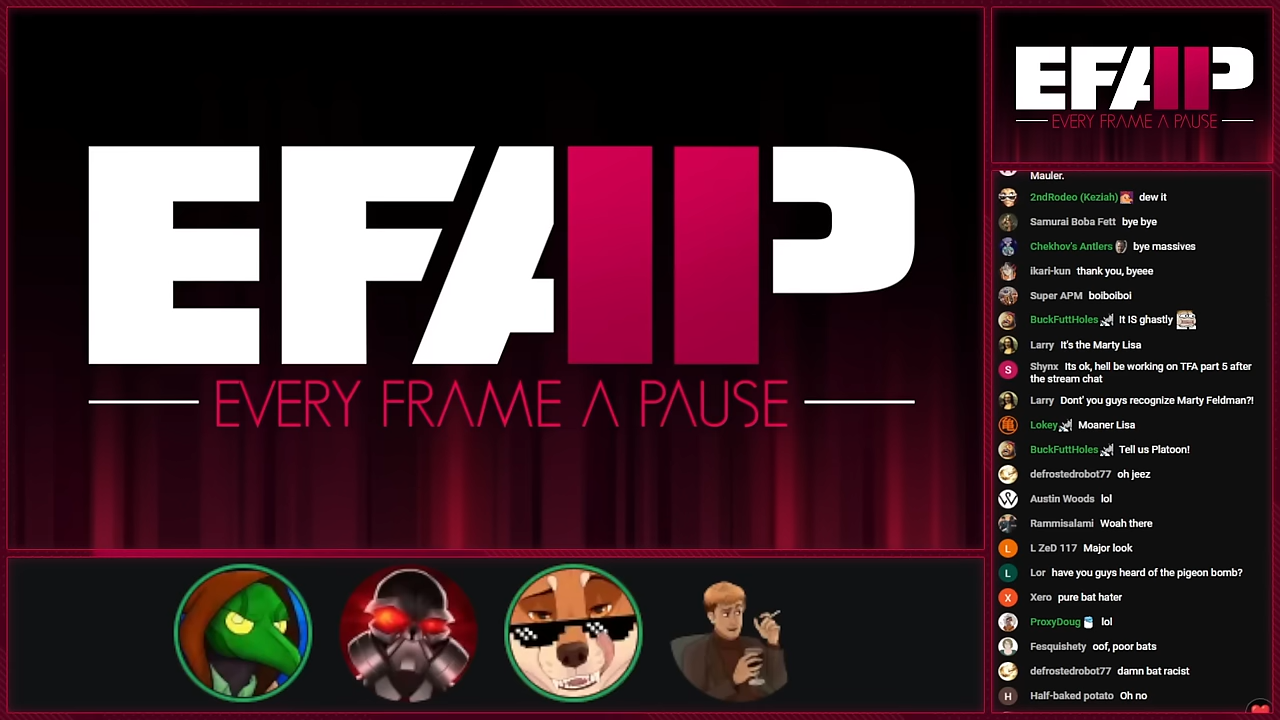 EFAP
EVERY FRAME A PAUSE
EFAP
EVERY FRAME A PAUSE
Mauler.
2ndRodeo (Keziah) dew it
Samurai Boba Fett bye bye
Chekhov's Antlers bye massives
ikari-kun thank you, byeee
Super APM boiboiboi
BuckFuttHoles It IS ghastly
Larry It's the Marty Lisa
S Shynx Its ok, hell be working on TFA part 5 after
the stream chat
Larry Dont' you guys recognize Marty Feldman?!
Lokey Moaner Lisa
BuckFuttHoles Tell us Platoon!
defrostedrobot77 oh jeez
Austin Woods lol
Rammisalami Woah there
L L ZeD 117 Major look
L Lor have you guys heard of the pigeon bomb?
X Xero pure bat hater
ProxyDoug lol
Fesquishety oof, poor bats
defrostedrobot77 damn bat racist
H Half-baked potato Oh no